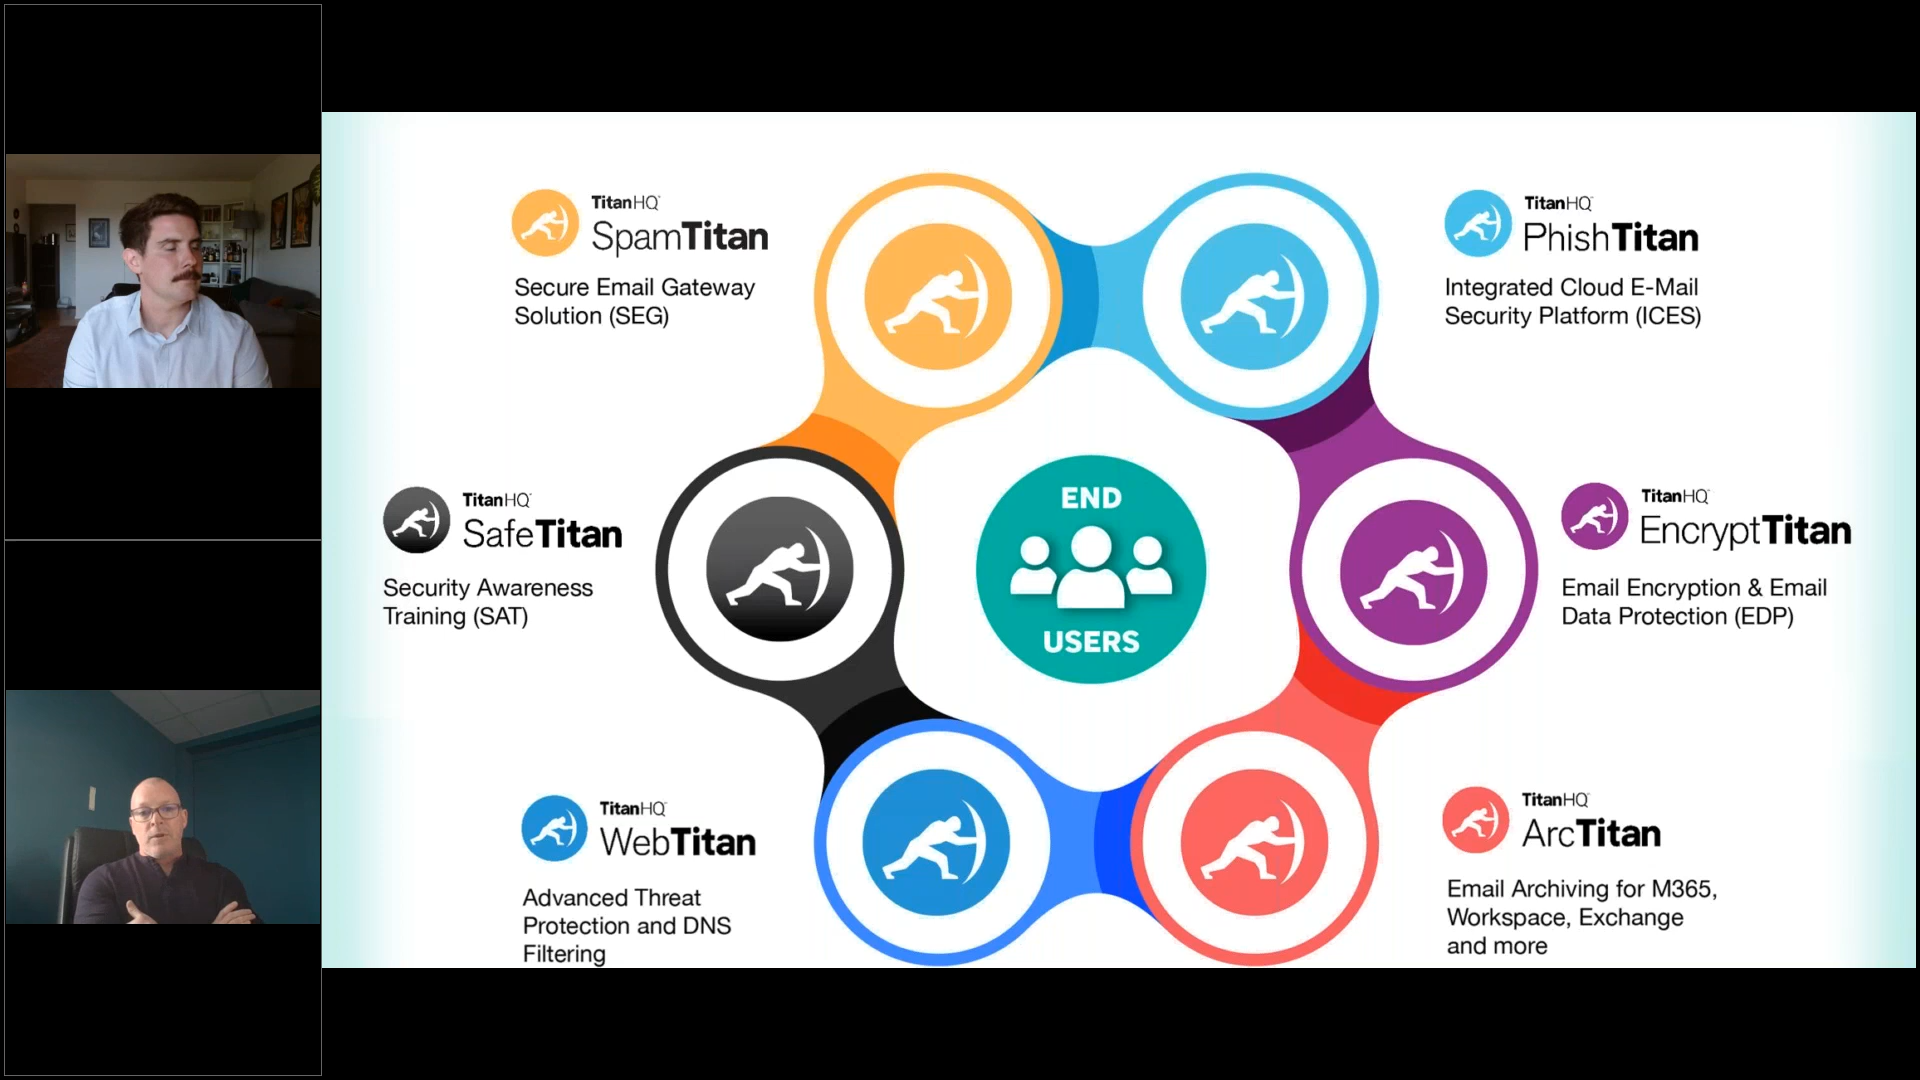 TitanHQ
SpamTitan
Secure Email Gateway
Solution (SEG)
TitanHQ
PhishTitan
Integrated Cloud E-Mail
Security Platform (ICES)
TitanHQ
SafeTitan
Security Awareness
Training (SAT)
END
USERS
TitanHQ
EncryptTitan
Email Encryption & Email
Data Protection (EDP)
TitanHQ
WebTitan
Advanced Threat
Protection and DNS
Filtering
TitanHQ
ArcTitan
Email Archiving for M365,
Workspace, Exchange
and more